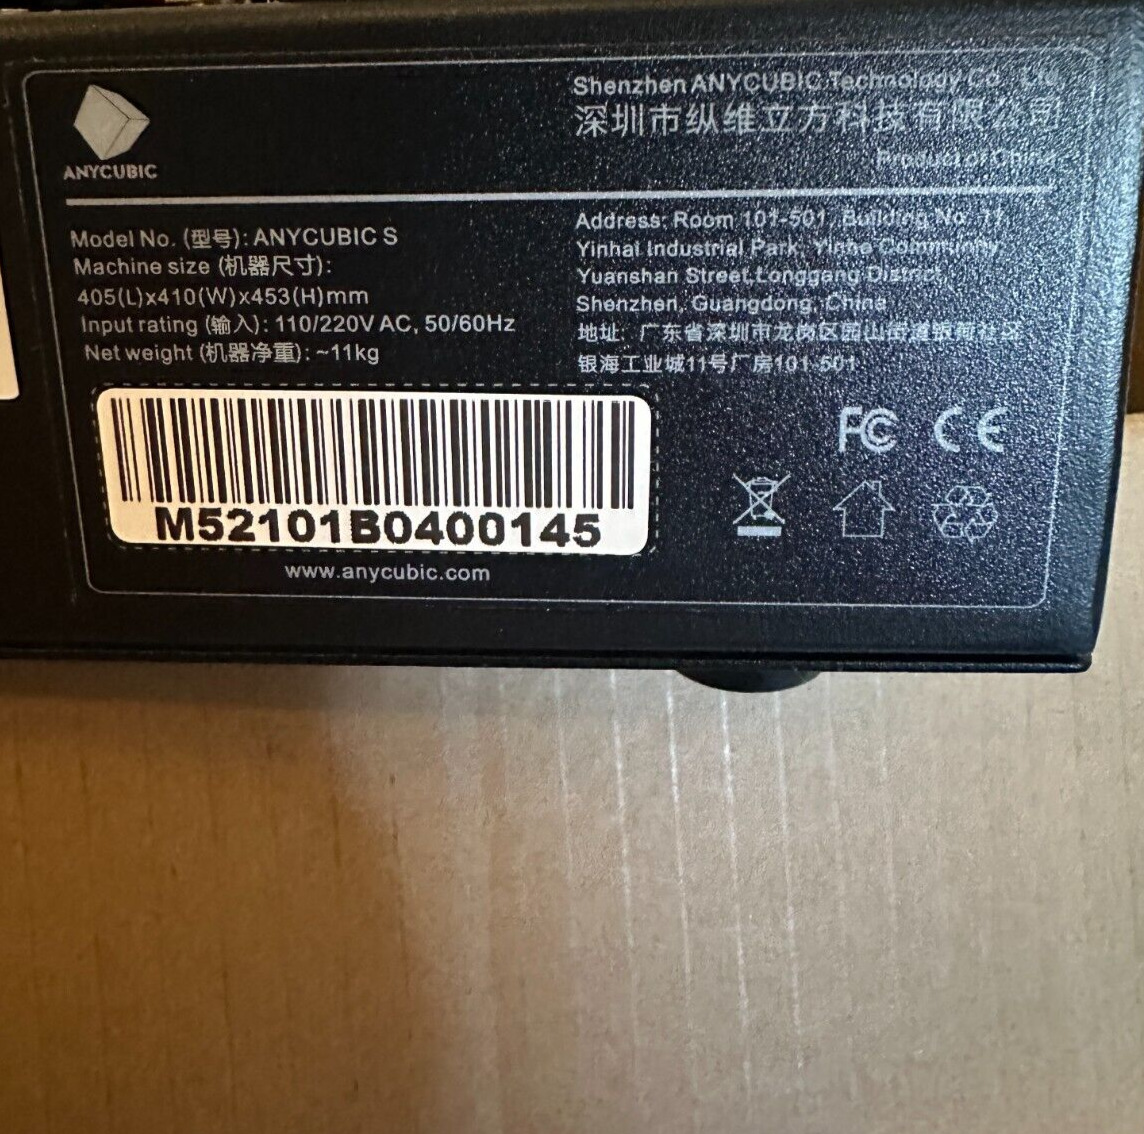 ANYCUBIC
Shenzhen ANYCUBIC Technology Co., Ltd.
深圳市纵维立方科技有限公司
Product of China
Model No. (型号): ANYCUBIC S
Machine size (机器尺寸):
405(L)x410(W)x453(H)mm
Input rating (输入): 110/220V AC, 50/60Hz
Net weight (机器净重): ~11kg
Address: Room 101-501, Building No. 11,
Yinhai Industrial Park, Yinhe Community,
Yuanshan Street,Longgang District,
Shenzhen, Guangdong, China
地址: 广东省深圳市龙岗区园山街道银荷社区
银海工业城11号厂房101-501
FC CE
M52101B0400145
www.anycubic.com